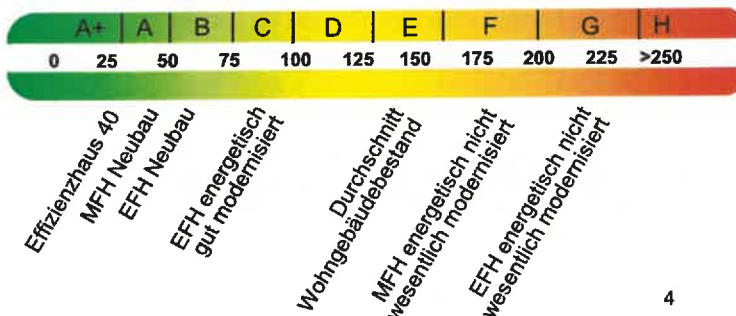 A+ A B C D E F G H
0 25 50 75 100 125 150 175 200 225 >250
Effizienzhaus 40
MFH Neubau
EFH Neubau
EFH energetisch
gut modernisiert
Durchschnitt
Wohngebäudebestand
MFH energetisch nicht
wesentlich modernisiert
EFH energetisch nicht
wesentlich modernisiert
4